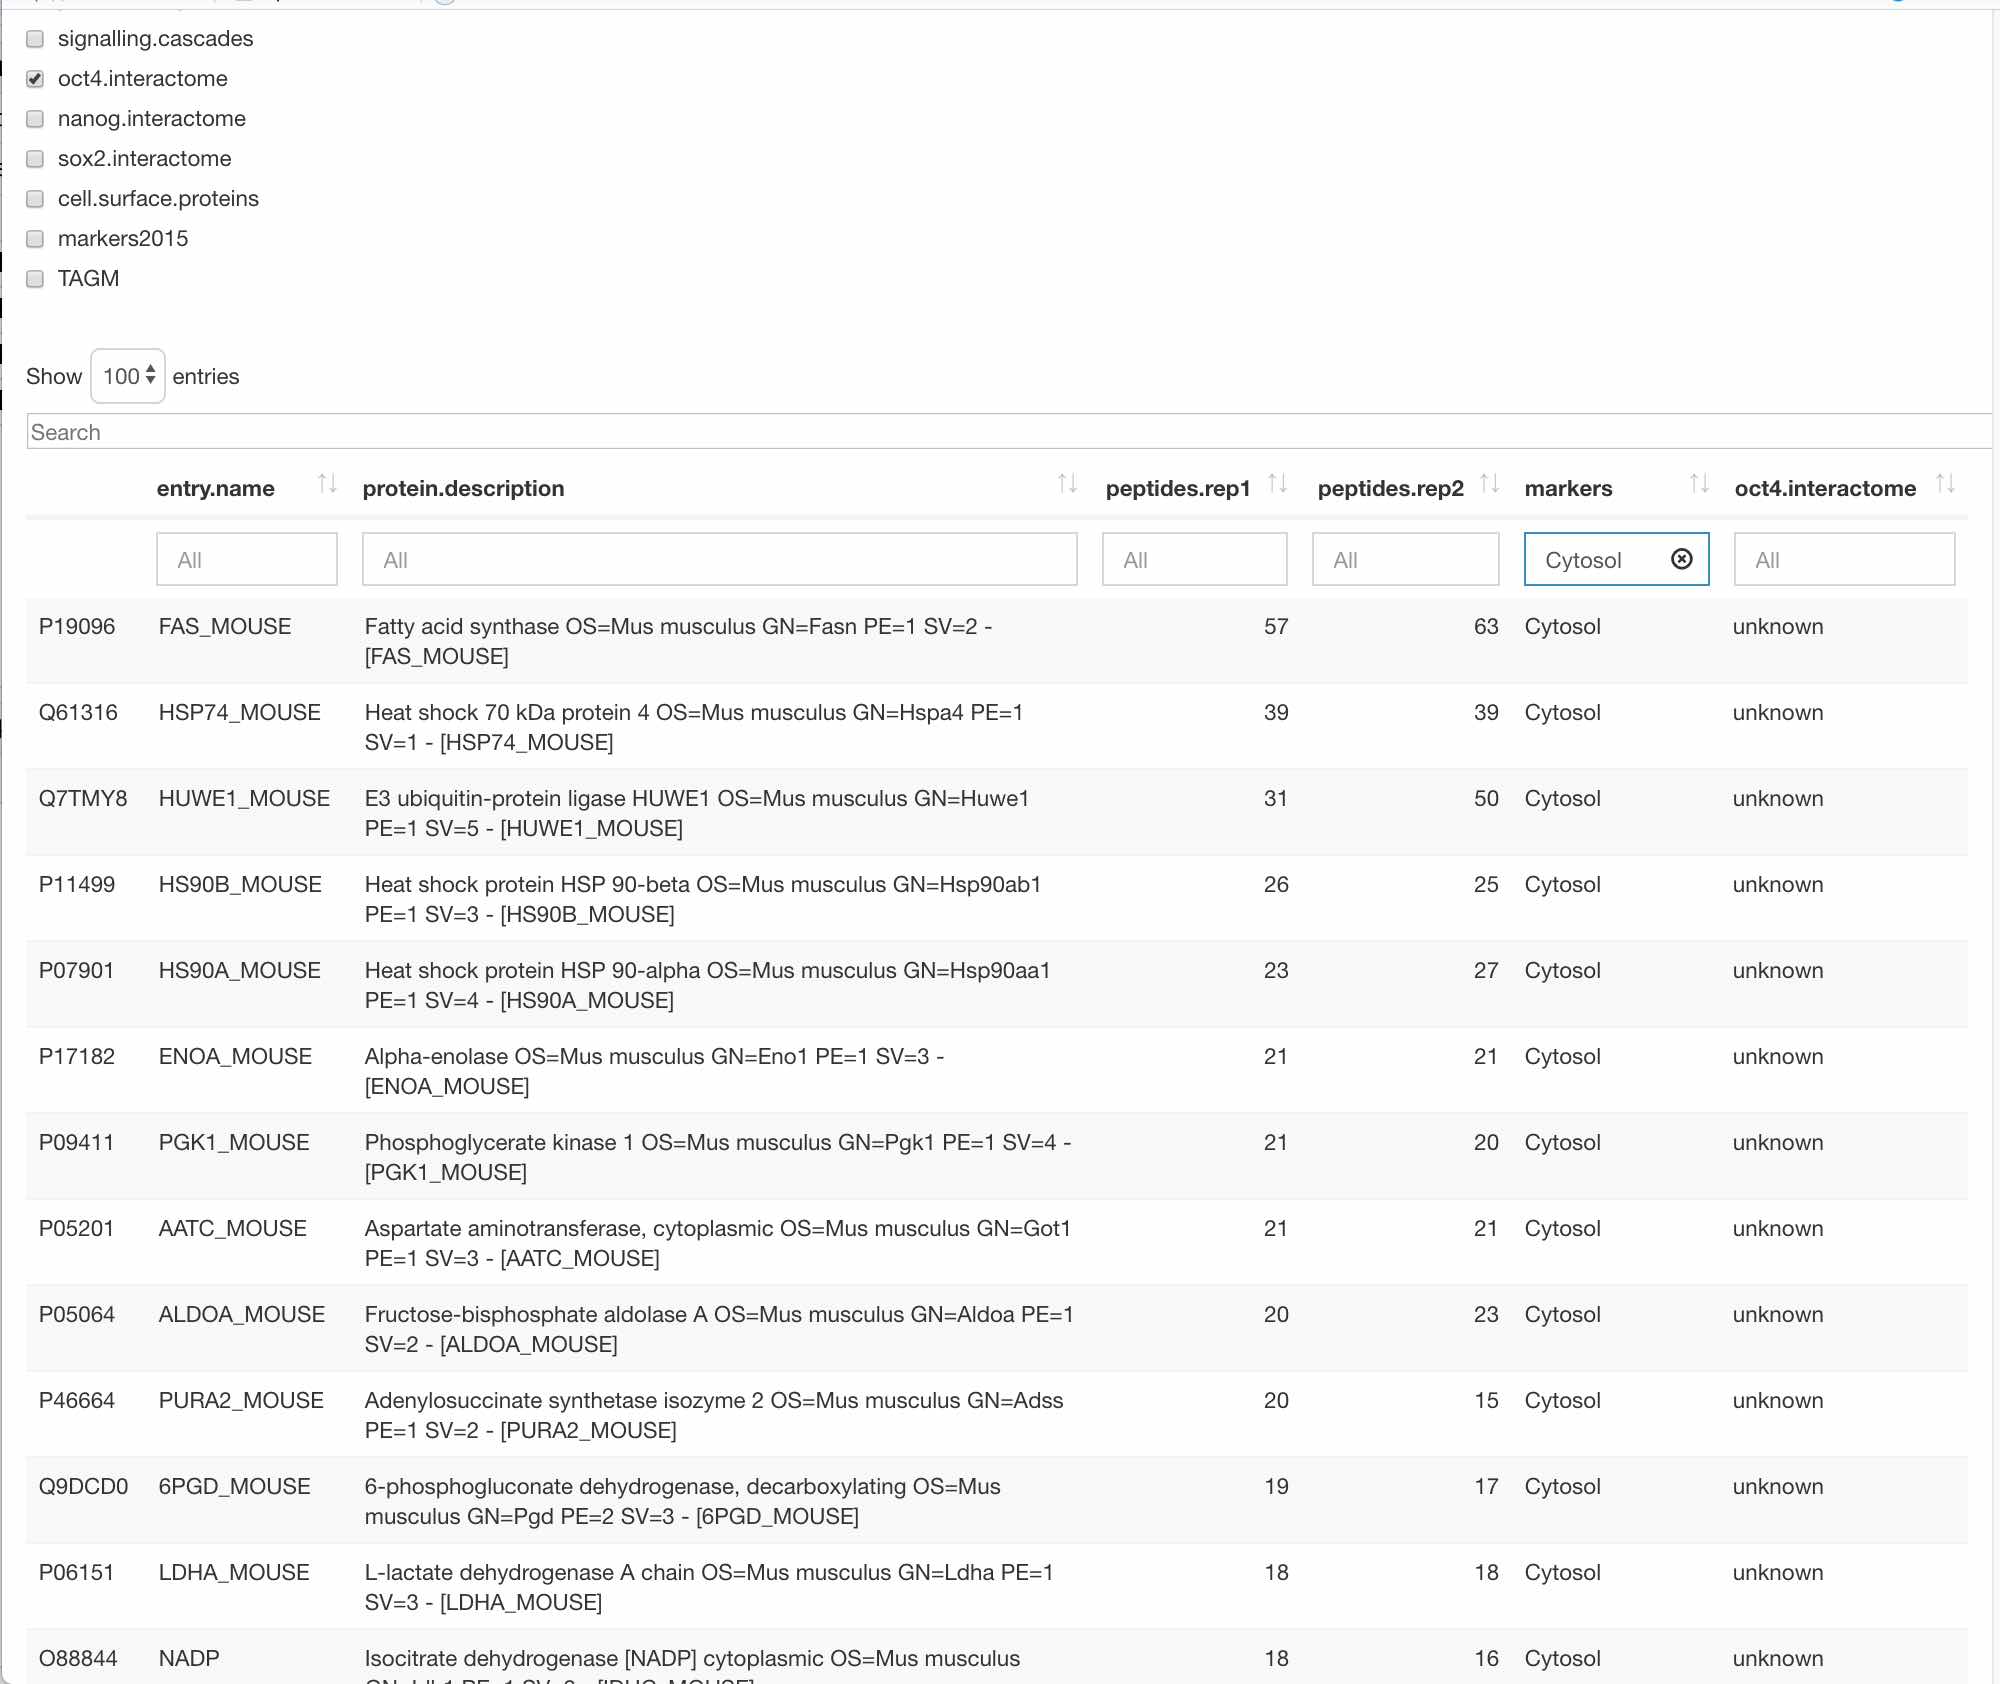 signalling.cascades
oct4.interactome
nanog.interactome
sox2.interactome
cell.surface.proteins
markers2015
TAGM
Show 100 entries
Search
entry.name protein.description peptides.rep1 peptides.rep2 markers oct4.interactome
All All All All Cytosol All
P19096 FAS_MOUSE Fatty acid synthase OS=Mus musculus GN=Fasn PE=1 SV=2 - 57 63 Cytosol unknown
[FAS_MOUSE]
Q61316 HSP74_MOUSE Heat shock 70 kDa protein 4 OS=Mus musculus GN=Hspa4 PE=1 39 39 Cytosol unknown
SV=1 - [HSP74_MOUSE]
Q7TMY8 HUWE1_MOUSE E3 ubiquitin-protein ligase HUWE1 OS=Mus musculus GN=Huwe1 31 50 Cytosol unknown
PE=1 SV=5 - [HUWE1_MOUSE]
P11499 HS90B_MOUSE Heat shock protein HSP 90-beta OS=Mus musculus GN=Hsp90ab1 26 25 Cytosol unknown
PE=1 SV=3 - [HS90B_MOUSE]
P07901 HS90A_MOUSE Heat shock protein HSP 90-alpha OS=Mus musculus GN=Hsp90aa1 23 27 Cytosol unknown
PE=1 SV=4 - [HS90A_MOUSE]
P17182 ENOA_MOUSE Alpha-enolase OS=Mus musculus GN=Eno1 PE=1 SV=3 - 21 21 Cytosol unknown
[ENOA_MOUSE]
P09411 PGK1_MOUSE Phosphoglycerate kinase 1 OS=Mus musculus GN=Pgk1 PE=1 SV=4 - 21 20 Cytosol unknown
[PGK1_MOUSE]
P05201 AATC_MOUSE Aspartate aminotransferase, cytoplasmic OS=Mus musculus GN=Got1 21 21 Cytosol unknown
PE=1 SV=3 - [AATC_MOUSE]
P05064 ALDOA_MOUSE Fructose-bisphosphate aldolase A OS=Mus musculus GN=Aldoa PE=1 20 23 Cytosol unknown
SV=2 - [ALDOA_MOUSE]
P46664 PURA2_MOUSE Adenylosuccinate synthetase isozyme 2 OS=Mus musculus GN=Adss 20 15 Cytosol unknown
PE=1 SV=2 - [PURA2_MOUSE]
Q9DCD0 6PGD_MOUSE 6-phosphogluconate dehydrogenase, decarboxylating OS=Mus 19 17 Cytosol unknown
musculus GN=Pgd PE=2 SV=3 - [6PGD_MOUSE]
P06151 LDHA_MOUSE L-lactate dehydrogenase A chain OS=Mus musculus GN=Ldha PE=1 18 18 Cytosol unknown
SV=3 - [LDHA_MOUSE]
O88844 NADP Isocitrate dehydrogenase [NADP] cytoplasmic OS=Mus musculus 18 16 Cytosol unknown